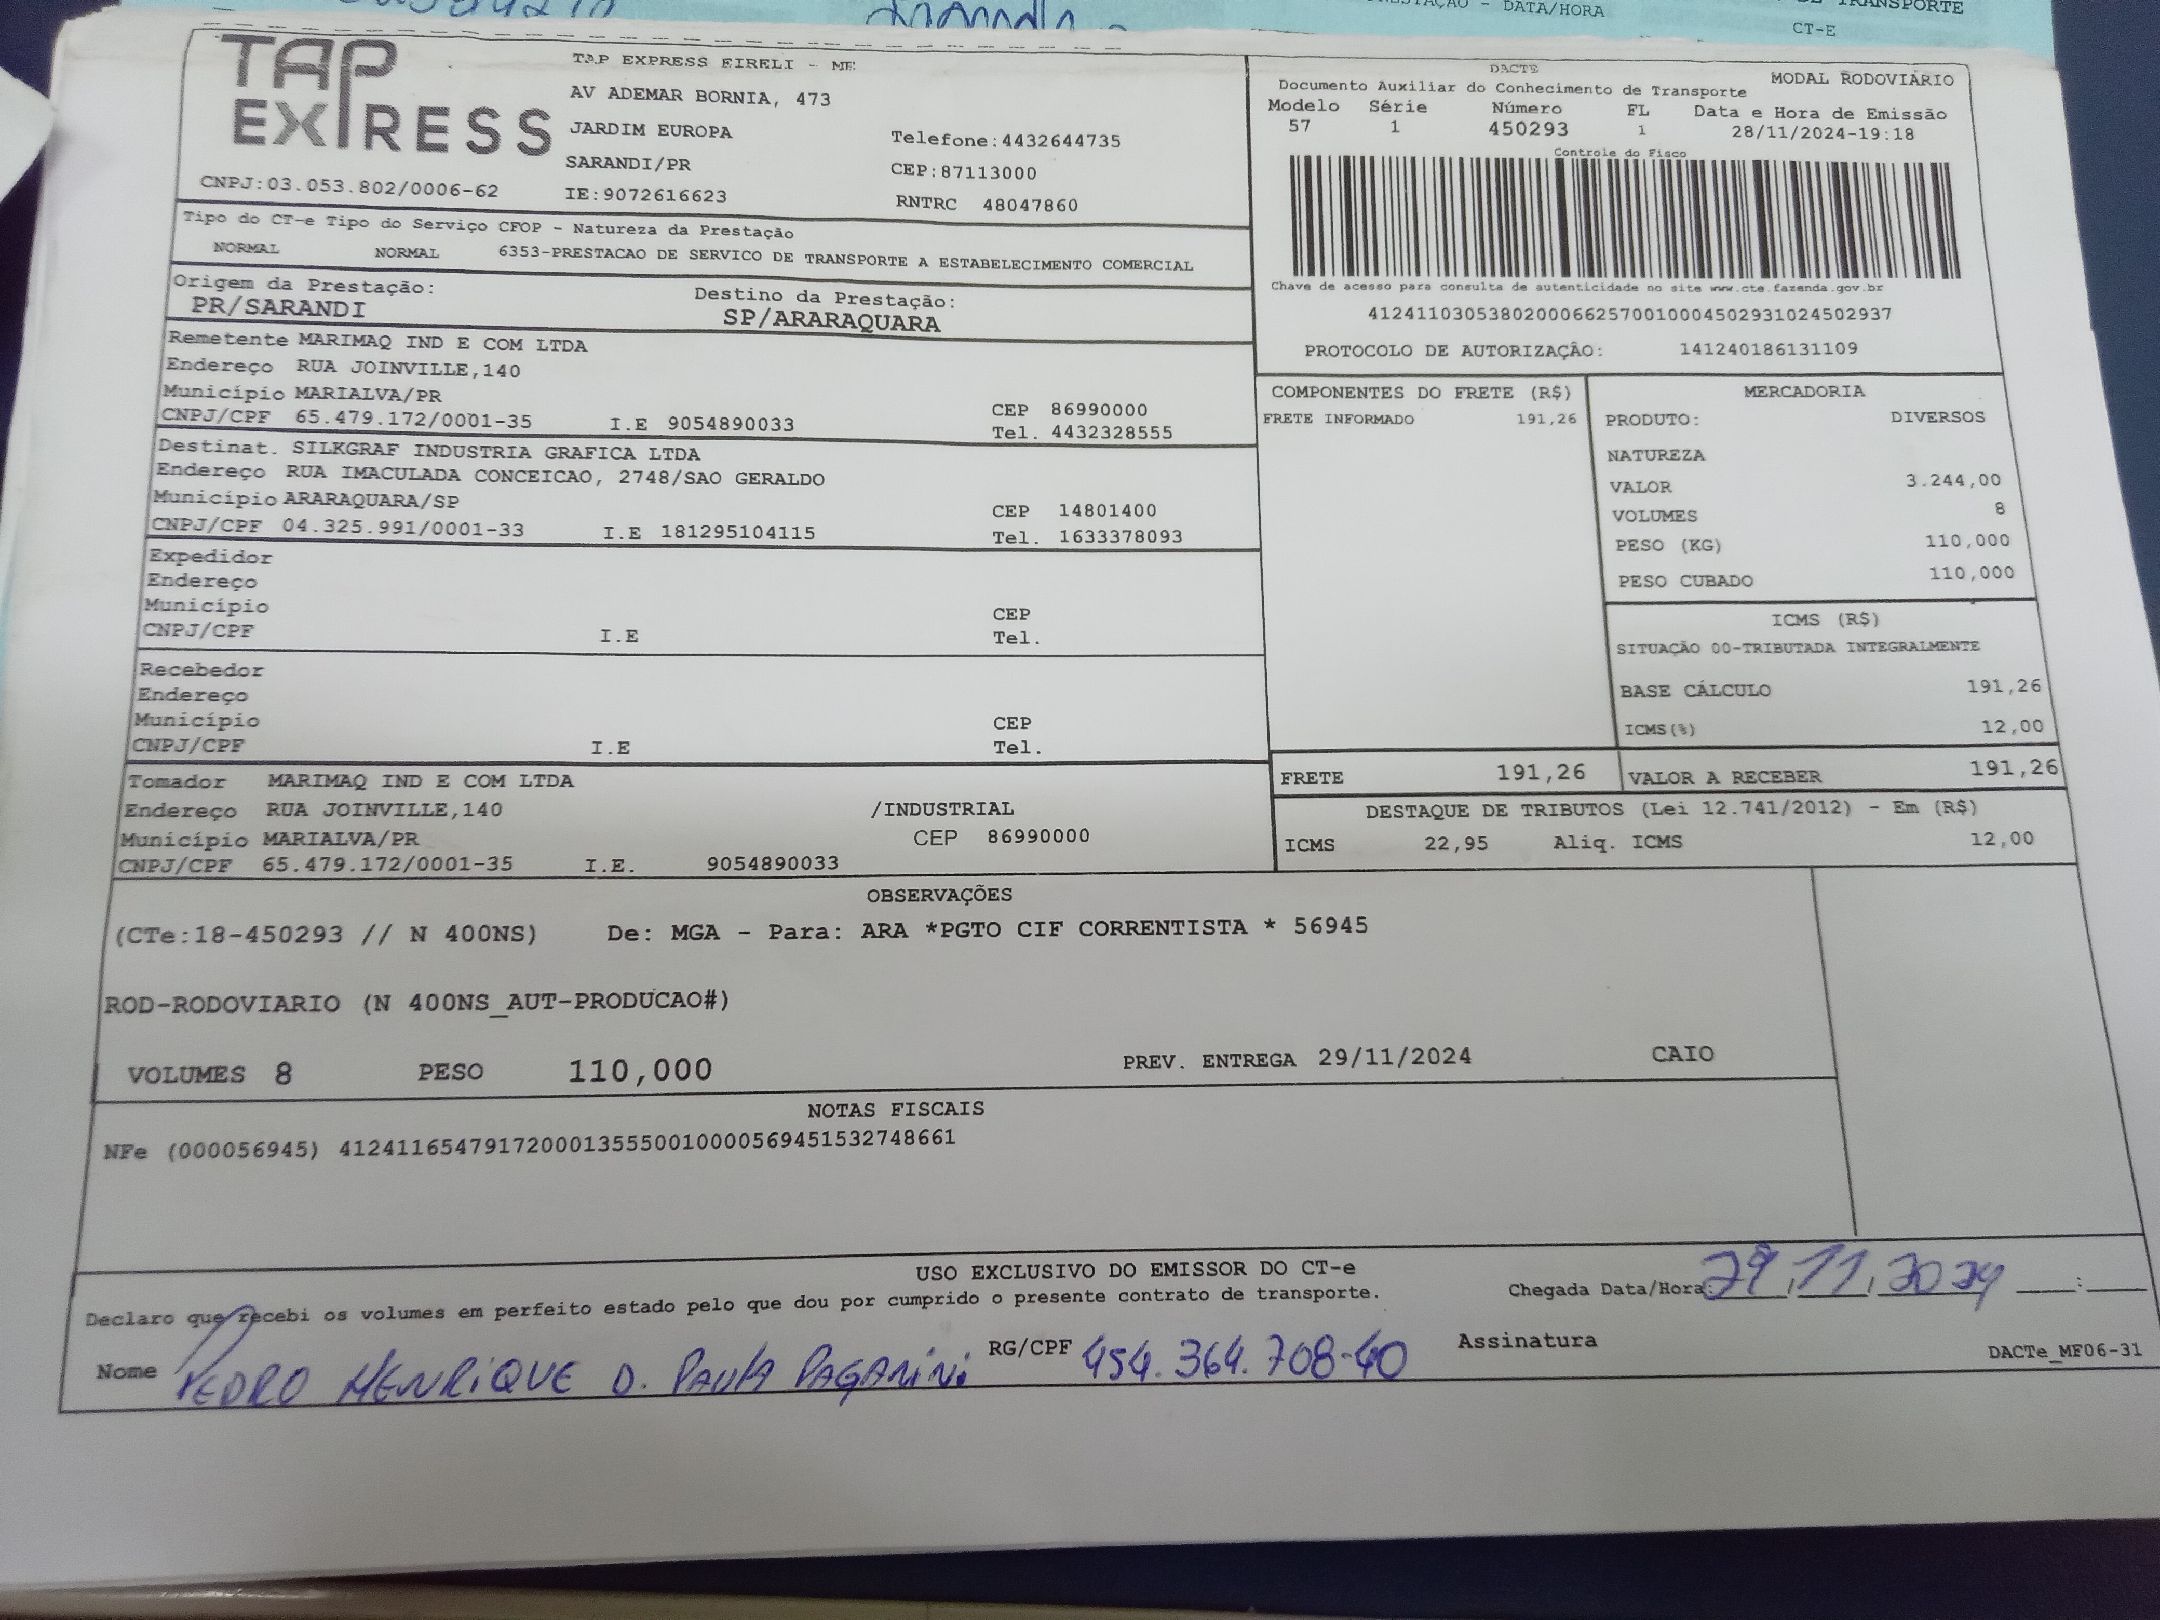 PRESTAÇÃO - DATA/HORA
TRANSPORTE
CT-E
TAP EXPRESS
TAP EXPRESS EIRELI - ME
AV ADEMAR BORNIA, 473
JARDIM EUROPA
Telefone:4432644735
SARANDI/PR
CEP:87113000
CNPJ:03.053.802/0006-62
IE:9072616623
RNTRC 48047860
DACTE
MODAL RODOVIÁRIO
Documento Auxiliar do Conhecimento de Transporte
Modelo Série Número FL Data e Hora de Emissão
57 1 450293 1 28/11/2024-19:18
Controle do Fisco
Chave de acesso para consulta de autenticidade no site www.cte.fazenda.gov.br
41241103053802000662570010004502931024502937
PROTOCOLO DE AUTORIZAÇÃO: 141240186131109
Tipo do CT-e Tipo do Serviço CFOP - Natureza da Prestação
NORMAL NORMAL 6353-PRESTACAO DE SERVICO DE TRANSPORTE A ESTABELECIMENTO COMERCIAL
Origem da Prestação: Destino da Prestação:
PR/SARANDI SP/ARARAQUARA
Remetente MARIMAQ IND E COM LTDA
Endereço RUA JOINVILLE,140
Município MARIALVA/PR CEP 86990000
CNPJ/CPF 65.479.172/0001-35 I.E 9054890033 Tel. 4432328555
Destinat. SILKGRAF INDUSTRIA GRAFICA LTDA
Endereço RUA IMACULADA CONCEICAO, 2748/SAO GERALDO
Município ARARAQUARA/SP CEP 14801400
CNPJ/CPF 04.325.991/0001-33 I.E 181295104115 Tel. 1633378093
Expedidor
Endereço
Município CEP
CNPJ/CPF I.E Tel.
Recebedor
Endereço
Município CEP
CNPJ/CPF I.E Tel.
Tomador MARIMAQ IND E COM LTDA
Endereço RUA JOINVILLE,140 /INDUSTRIAL
Município MARIALVA/PR CEP 86990000
CNPJ/CPF 65.479.172/0001-35 I.E. 9054890033
COMPONENTES DO FRETE (R$)
FRETE INFORMADO 191,26
MERCADORIA
PRODUTO: DIVERSOS
NATUREZA
VALOR 3.244,00
VOLUMES 8
PESO (KG) 110,000
PESO CUBADO 110,000
ICMS (R$)
SITUAÇÃO 00-TRIBUTADA INTEGRALMENTE
BASE CÁLCULO 191,26
ICMS(%) 12,00
FRETE 191,26 VALOR A RECEBER 191,26
DESTAQUE DE TRIBUTOS (Lei 12.741/2012) - Em (R$)
ICMS 22,95 Aliq. ICMS 12,00
OBSERVAÇÕES
(CTe:18-450293 // N 400NS) De: MGA - Para: ARA *PGTO CIF CORRENTISTA * 56945
ROD-RODOVIARIO (N 400NS_AUT-PRODUCAO#)
VOLUMES 8 PESO 110,000 PREV. ENTREGA 29/11/2024 CAIO
NOTAS FISCAIS
NFe (000056945) 41241165479172000135550010000569451532748661
USO EXCLUSIVO DO EMISSOR DO CT-e
Declaro que recebi os volumes em perfeito estado pelo que dou por cumprido o presente contrato de transporte.
Chegada Data/Hora: 29,11,2024 __:__
Nome PEDRO HENRIQUE D. PAULA PAGANINI RG/CPF 454.364.708-40 Assinatura
DACTe_MF06-31